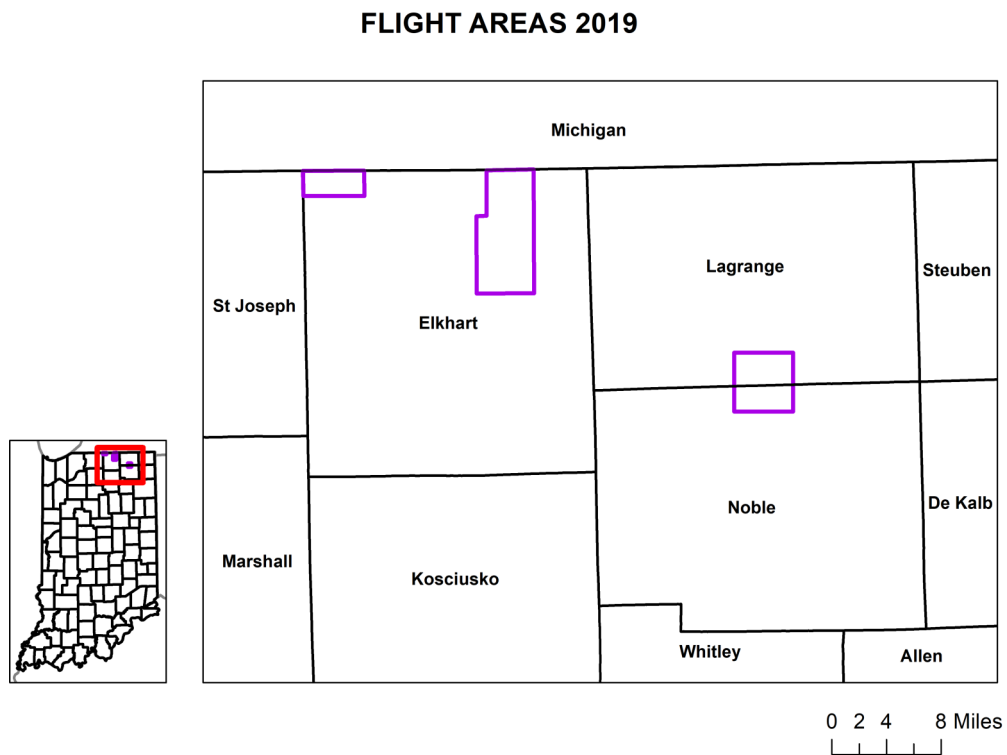 FLIGHT AREAS 2019
Michigan
Lagrange
Steuben
St Joseph
Elkhart
Noble
De Kalb
Marshall
Kosciusko
Whitley
Allen
0 2 4 8 Miles